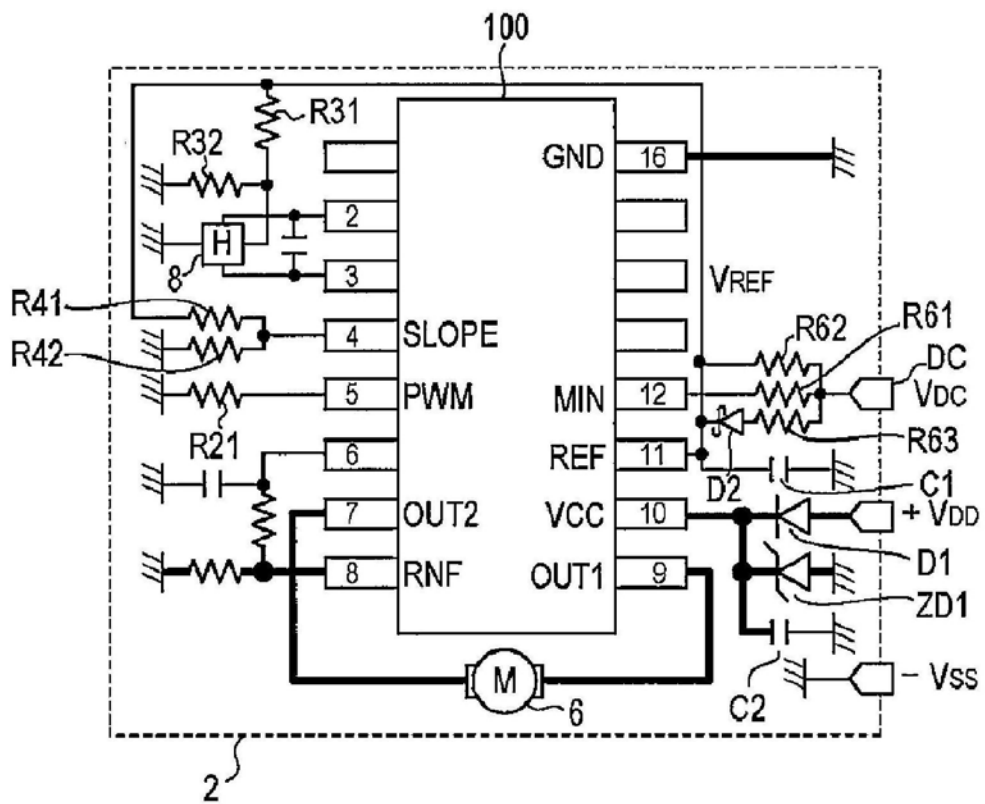 100
R31
R32
GND 16
H
2
8
3
VREF
R41
R62
R61
R42
4 SLOPE
DC
VDC
5 PWM
MIN 12
R21
R63
6
REF 11
D2
C1
7 OUT2
VCC 10
+ VDD
D1
8 RNF
OUT1 9
ZD1
M
6
C2
- VSS
2